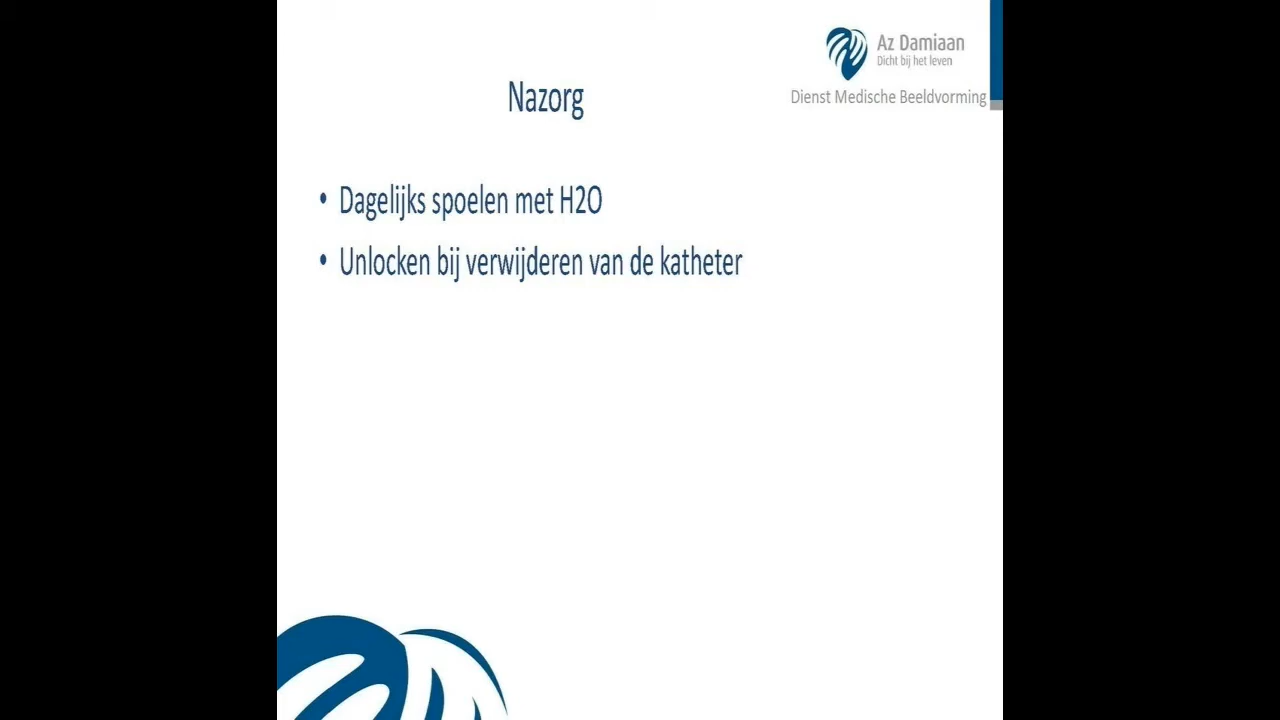 Az Damiaan
Dicht bij het leven
Dienst Medische Beeldvorming
Nazorg
• Dagelijks spoelen met H2O
• Unlocken bij verwijderen van de katheter